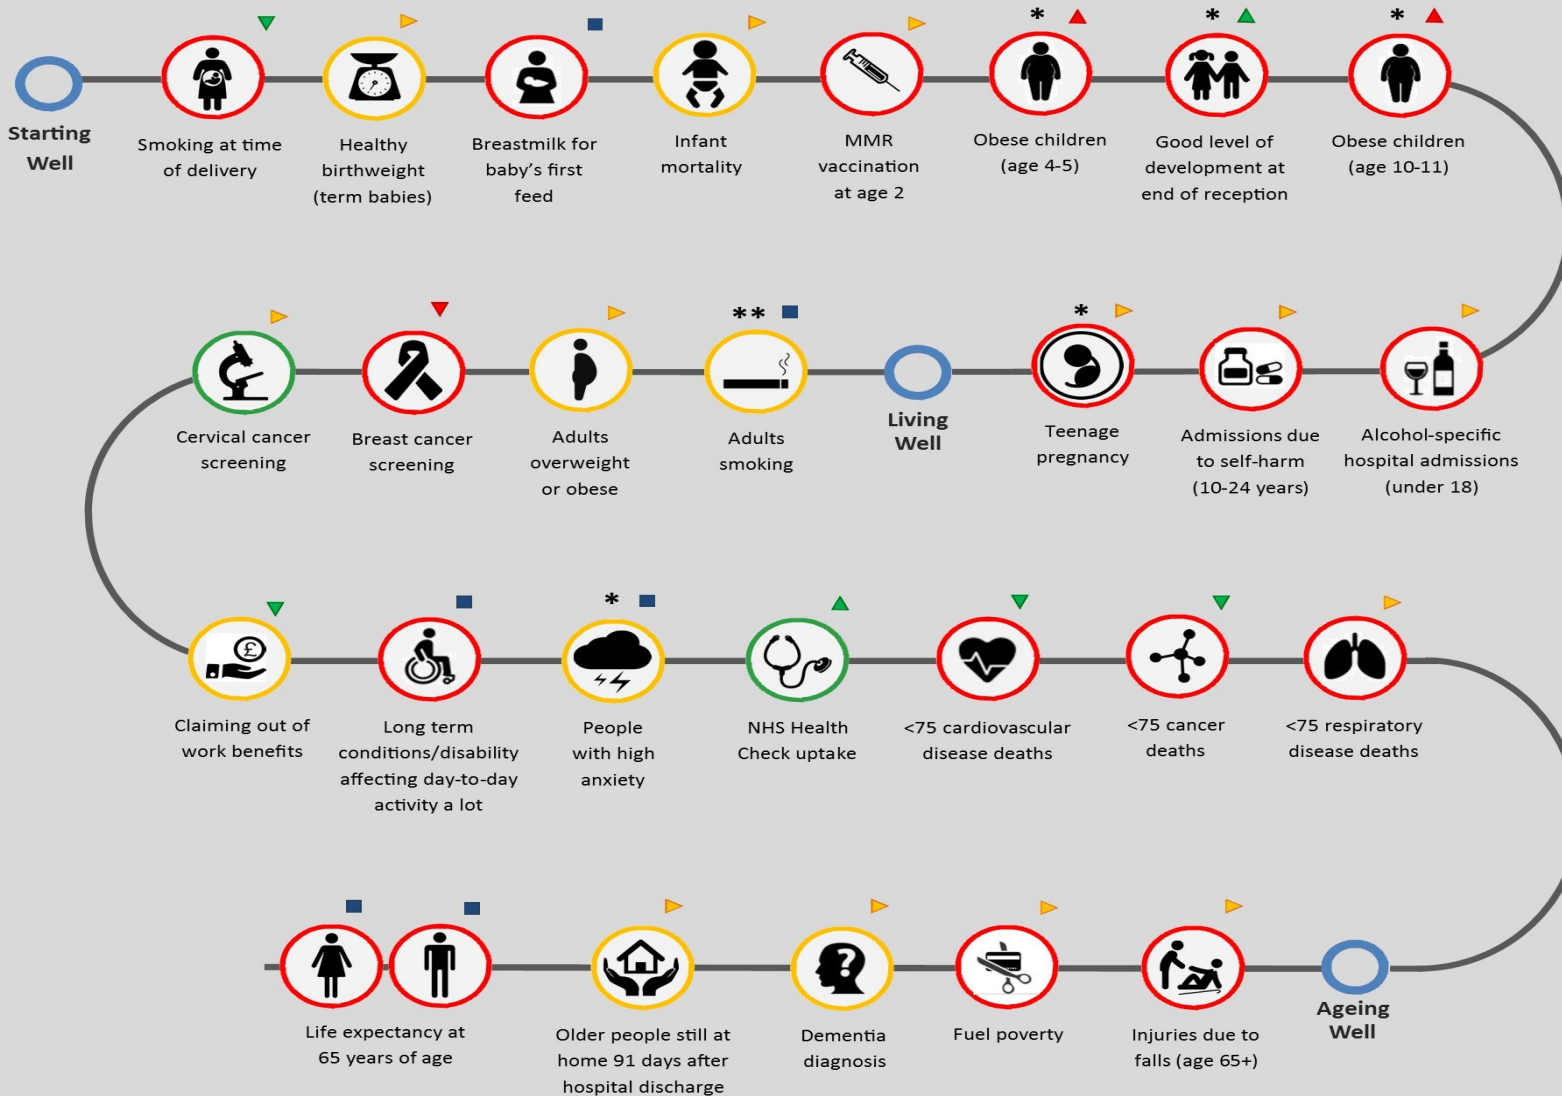 Starting
Well
Smoking at time
of delivery
Healthy
birthweight
(term babies)
Breastmilk for
baby's first
feed
Infant
mortality
MMR
vaccination
at age 2
*
Obese children
(age 4-5)
*
Good level of
development at
end of reception
*
Obese children
(age 10-11)
Alcohol-specific
hospital admissions
(under 18)
Admissions due
to self-harm
(10-24 years)
*
Teenage
pregnancy
Living
Well
**
Adults
smoking
Adults
overweight
or obese
Breast cancer
screening
Cervical cancer
screening
£
Claiming out of
work benefits
Long term
conditions/disability
affecting day-to-day
activity a lot
*
People
with high
anxiety
NHS Health
Check uptake
<75 cardiovascular
disease deaths
<75 cancer
deaths
<75 respiratory
disease deaths
Ageing
Well
Injuries due to
falls (age 65+)
Fuel poverty
?
Dementia
diagnosis
Older people still at
home 91 days after
hospital discharge
Life expectancy at
65 years of age